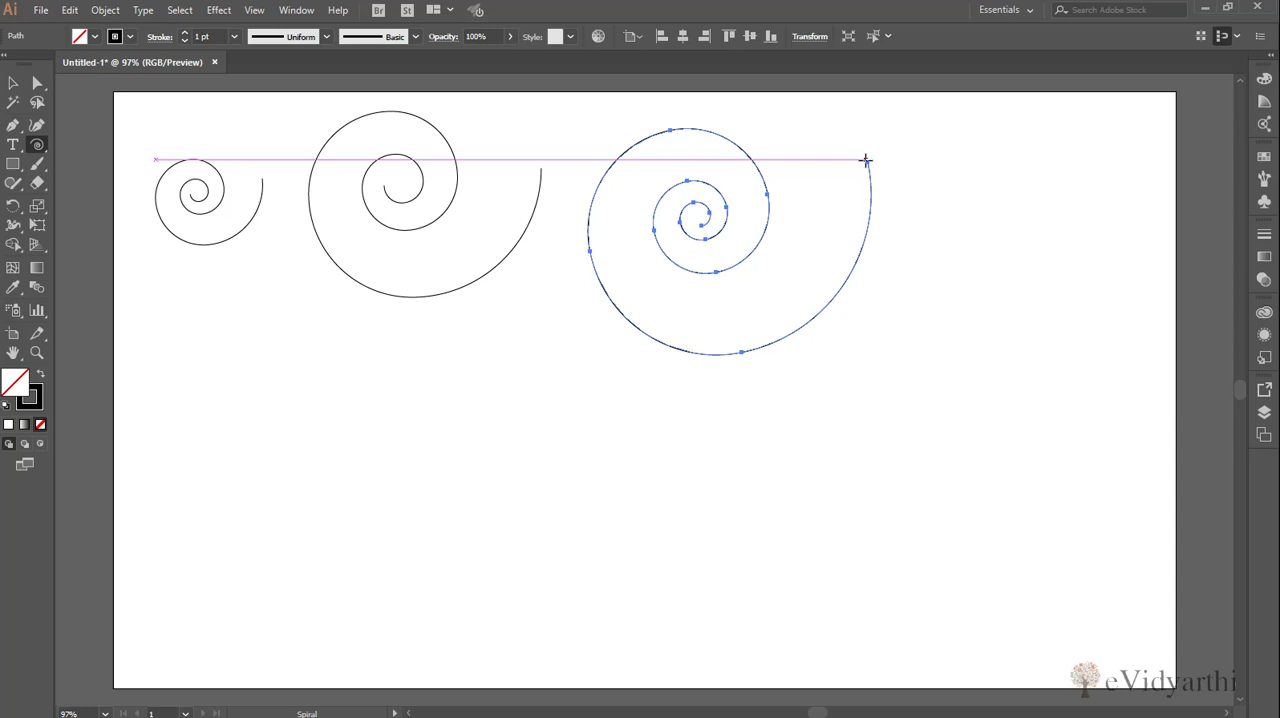 Ai File Edit Object Type Select Effect View Window Help Br St Essentials Search Adobe Stock
Path Stroke: 1 pt Uniform Basic Opacity: 100% Style: Transform
Untitled-1* @ 97% (RGB/Preview)
eVidyarthi
97% 1 Spiral